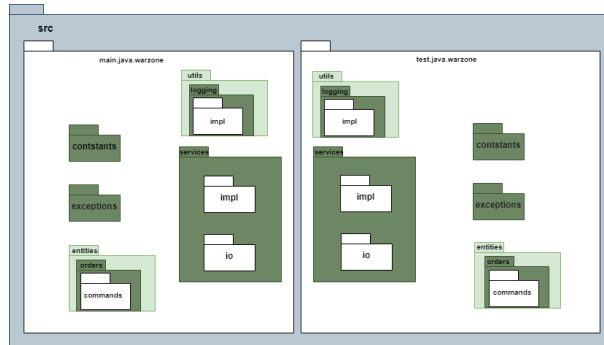 src
main.java.warzone
utils
logging
impl
contstants
services
exceptions
impl
entities
orders
io
commands
test.java.warzone
utils
logging
impl
contstants
services
impl
exceptions
entities
io
orders
commands